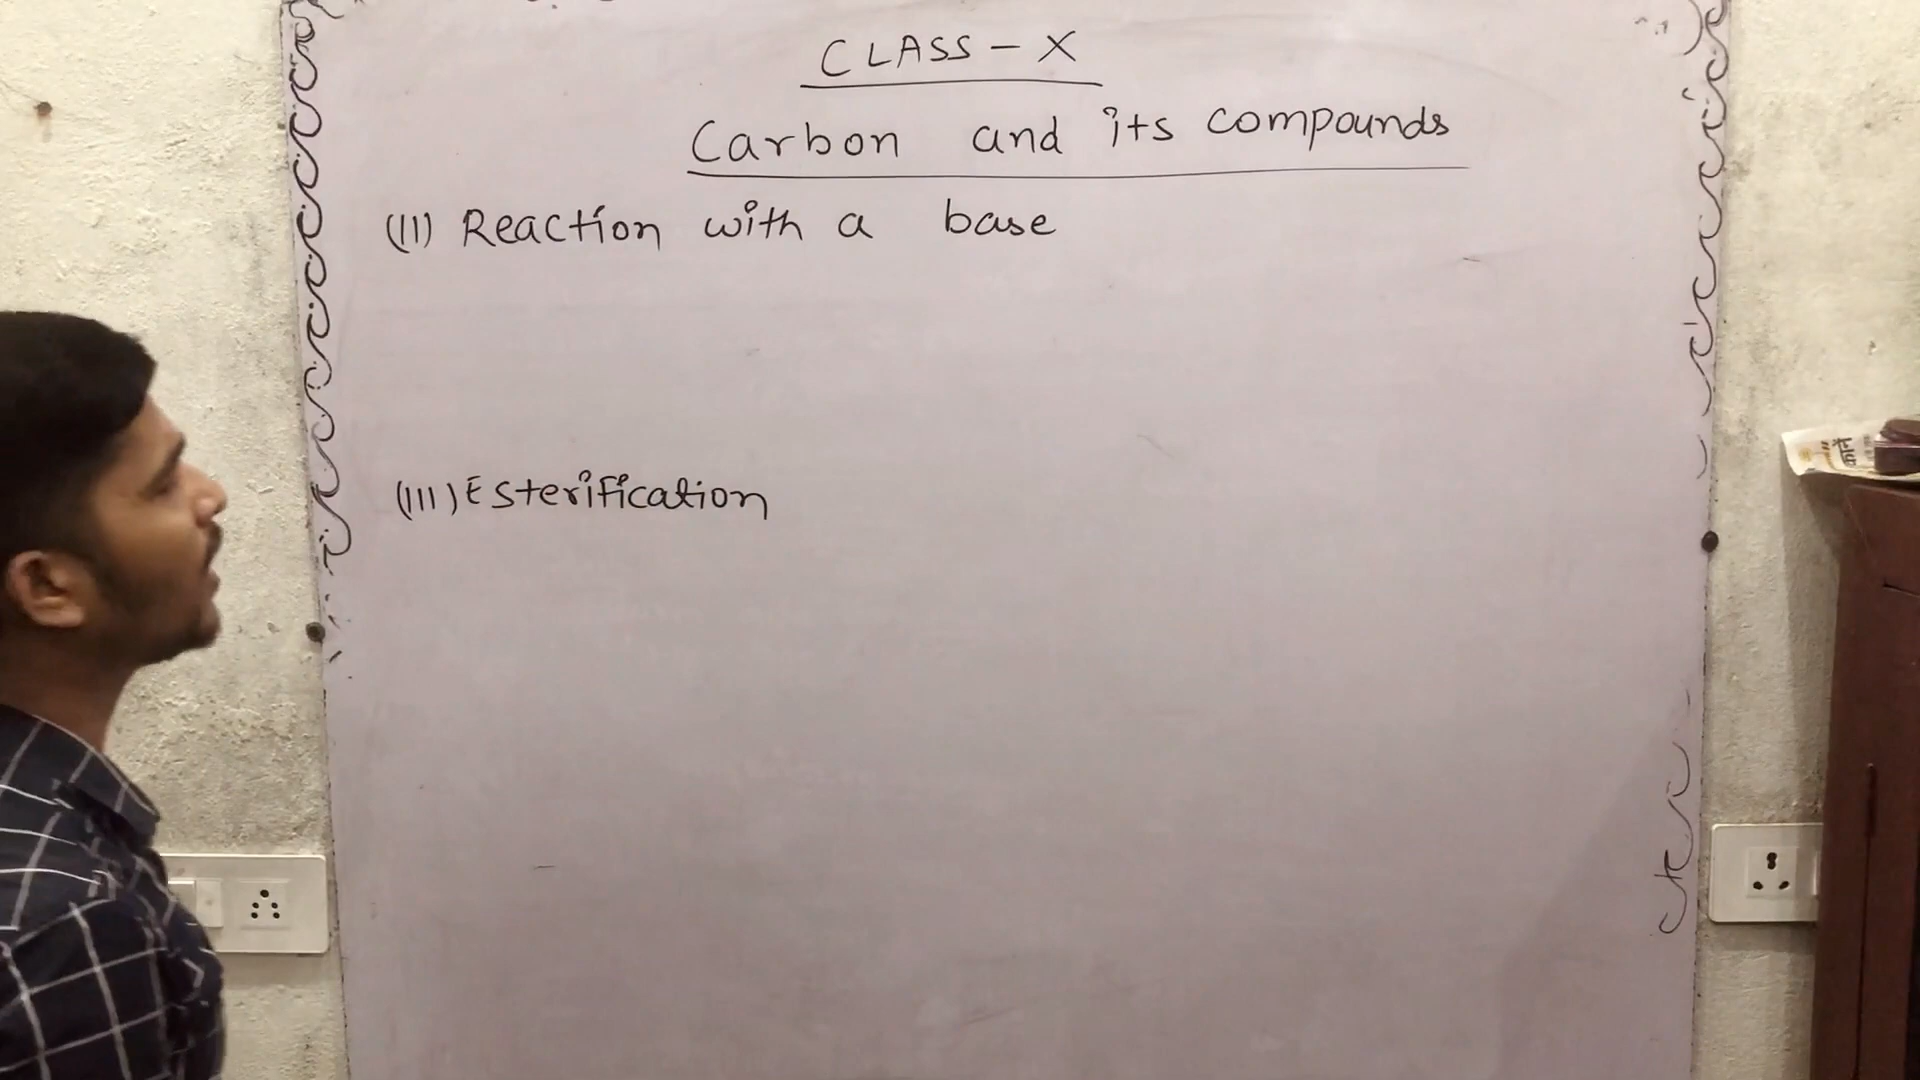 CLASS - X
Carbon and its compounds
(II) Reaction with a base
(III) Esterification